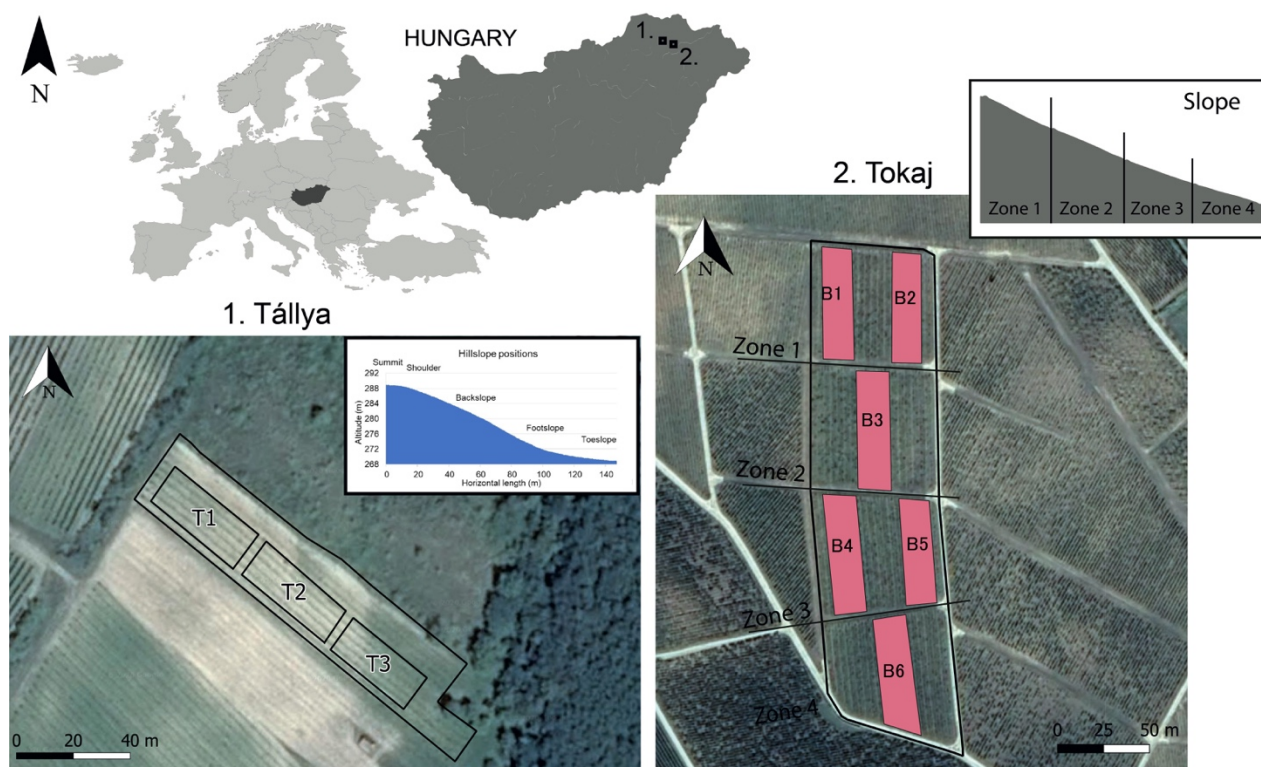 N
HUNGARY
1.
2.
Slope
Zone 1 Zone 2 Zone 3 Zone 4
2. Tokaj
N
B1
B2
Zone 1
B3
Zone 2
B4
B5
Zone 3
B6
Zone 4
0 25 50 m
1. Tállya
N
Hillslope positions
Summit
Shoulder
Backslope
Footslope
Toeslope
Altitude (m)
292
288
284
280
276
272
268
0 20 40 60 80 100 120 140
Horizontal length (m)
T1
T2
T3
0 20 40 m